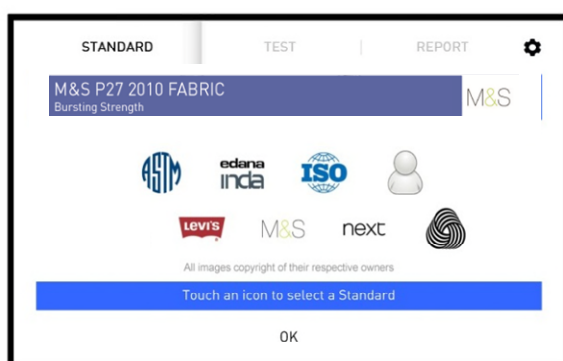 STANDARD TEST REPORT
M&S P27 2010 FABRIC
Bursting Strength
M&S
ASTM edana inda ISO
LEVI'S M&S next
All images copyright of their respective owners
Touch an icon to select a Standard
OK